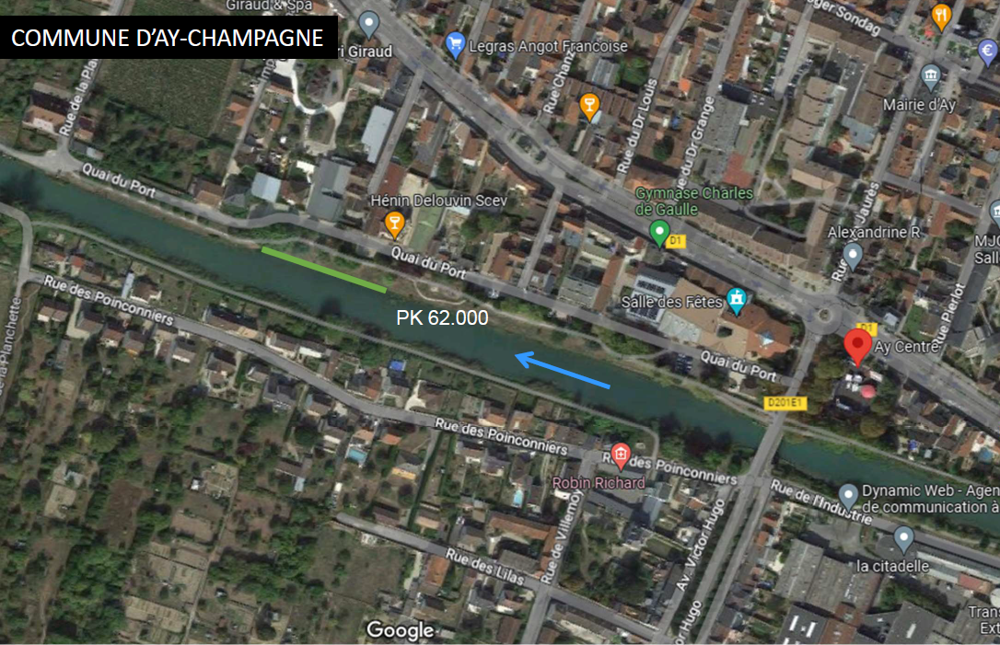 Giraud & Spa
COMMUNE D'AY-CHAMPAGNE
ri Giraud
Legras Angot Francoise
Rue Chanz
Rue du Dr Louis
ue du Dr Grange
ger Sondag
Mairie d'Ay
Rue de la Pla
Quai du Port
Hénin Delouvin Scev
Gymnase Charles
de Gaulle
D1
Alexandrine R
Rue
Jaurès
MJC
Sall
Quai du Port
Rue des Poinconniers
PK 62.000
Salle des Fêtes
D1
Ay Centre
Rue Pierlot
Quai du Port
D201E1
la Planchette
Rue des Poinconniers
Rue des Poinconniers
Robin Richard
Rue de l'Industrie
Dynamic Web - Agen
de communication à
la citadelle
Rue de Villemoy
Av. Victor Hugo
or Hugo
Rue des Lilas
Trans
Ext
Google